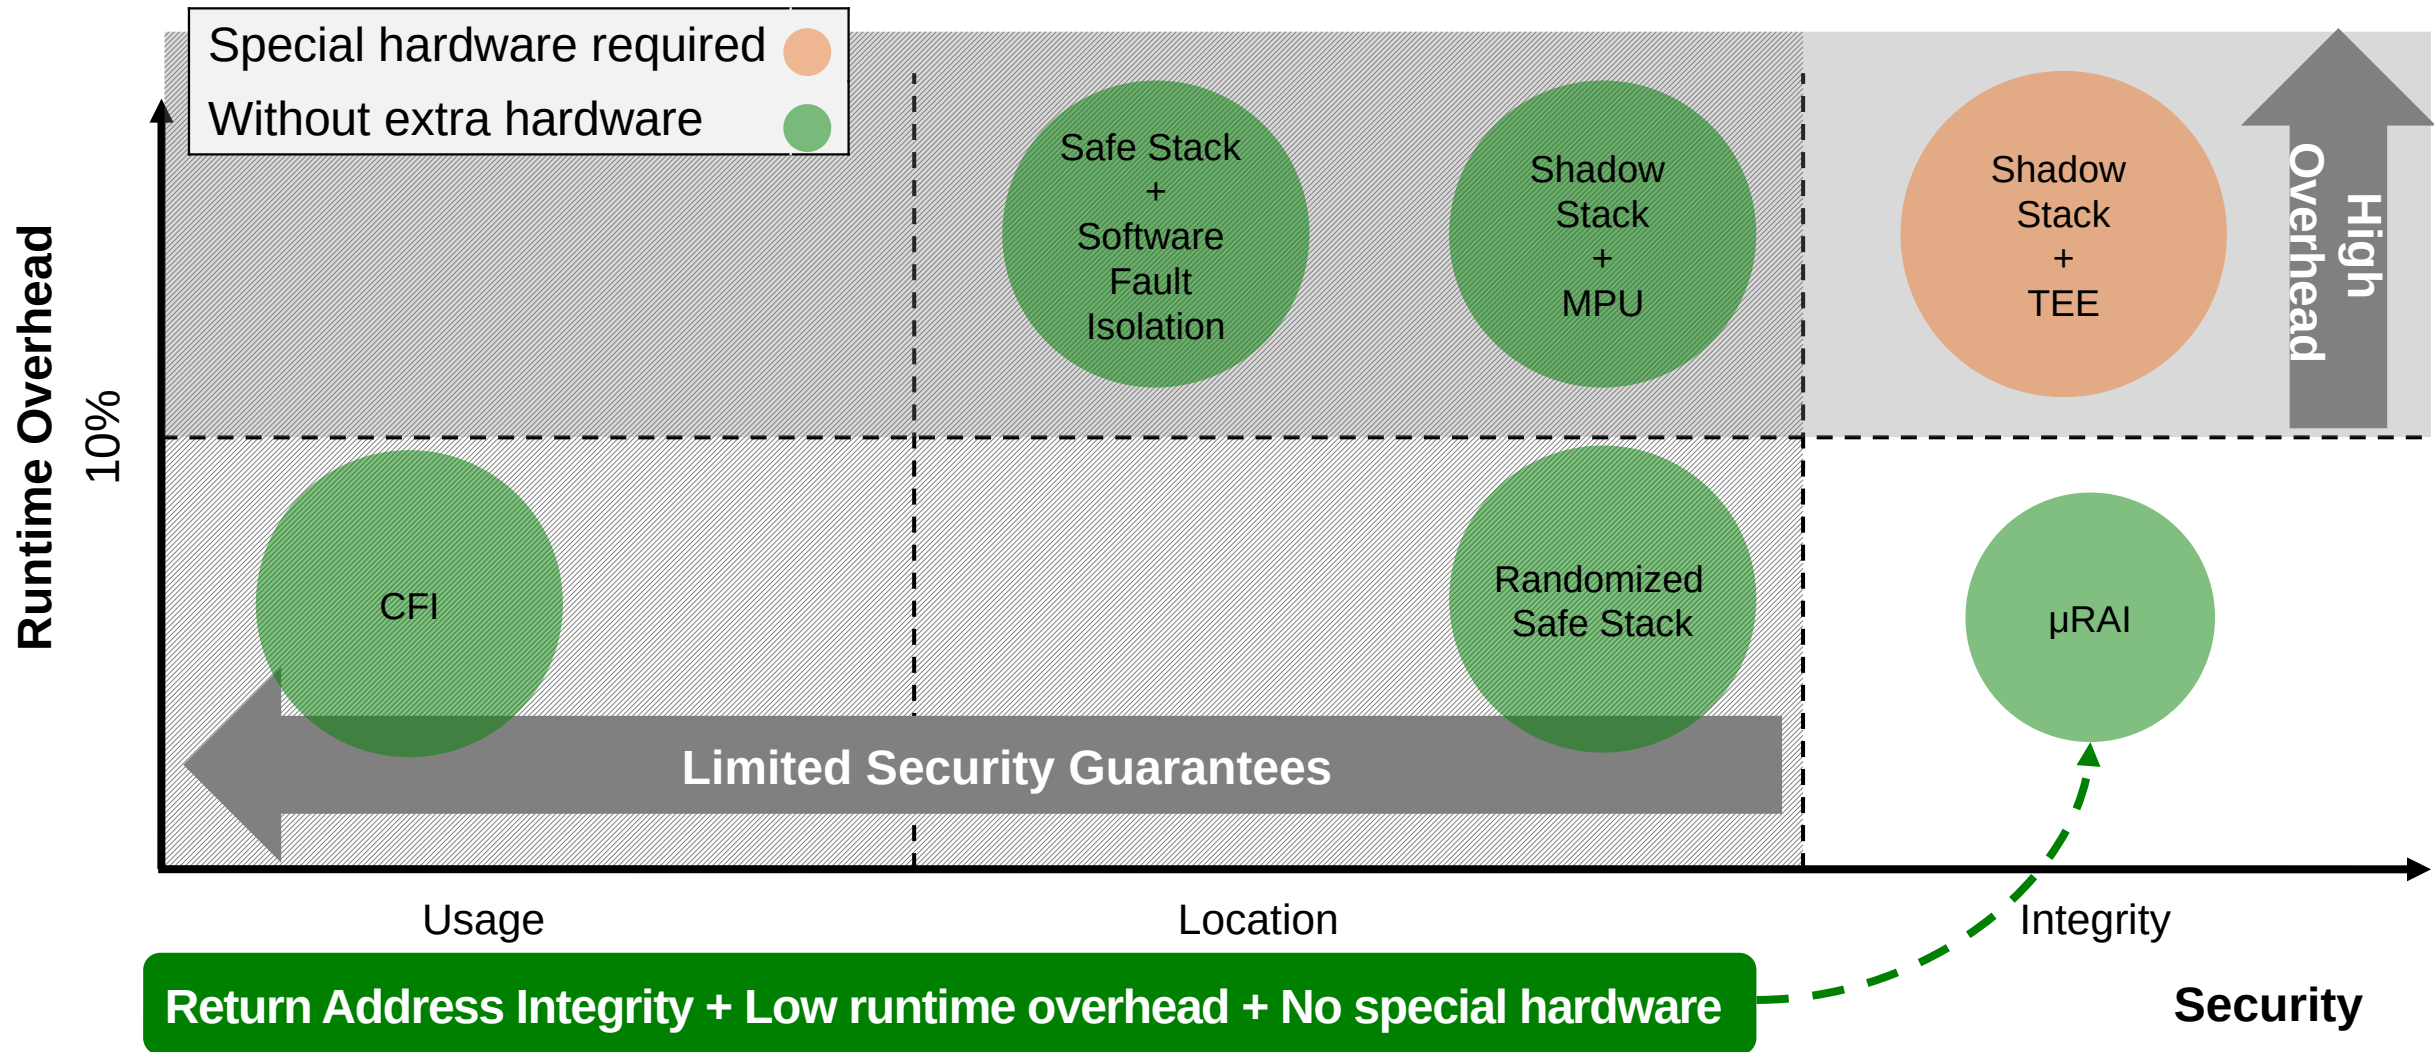 Special hardware required
Without extra hardware
Runtime Overhead
10%
Safe Stack
+
Software
Fault
Isolation
Shadow
Stack
+
MPU
Shadow
Stack
+
TEE
High
Overhead
CFI
Randomized
Safe Stack
μRAI
Limited Security Guarantees
Usage
Location
Integrity
Return Address Integrity + Low runtime overhead + No special hardware
Security